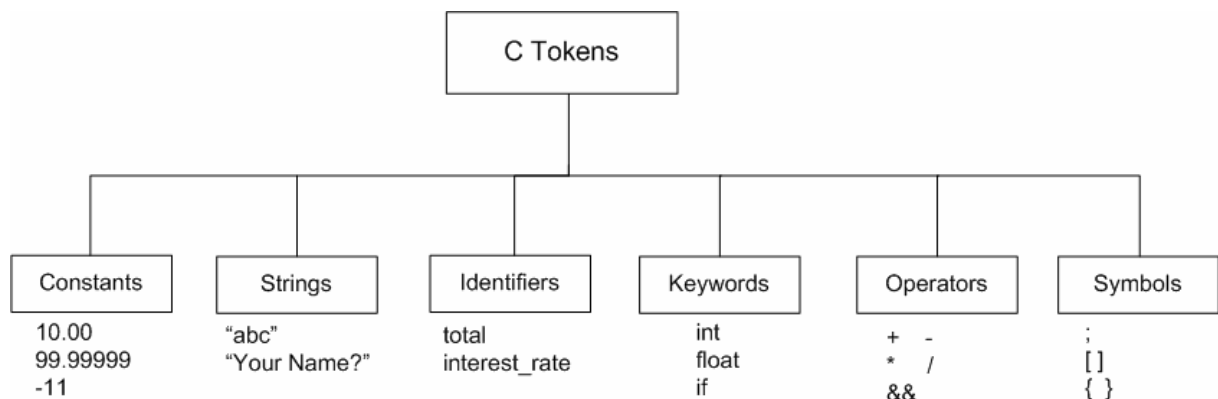 C Tokens
Constants
Strings
Identifiers
Keywords
Operators
Symbols
10.00
99.99999
-11
“abc”
“Your Name?”
total
interest_rate
int
float
if
+ -
* /
&&
;
[ ]
{ }